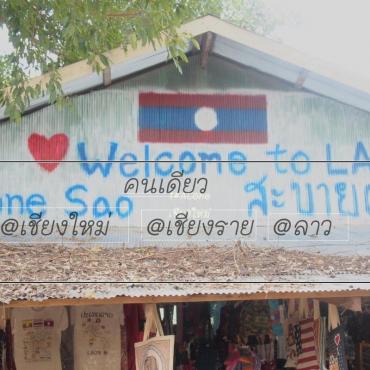 Welcome to LA
คนเดียว
one Sao
สะบายด
@เชียงใหม่ @เชียงราย @ลาว